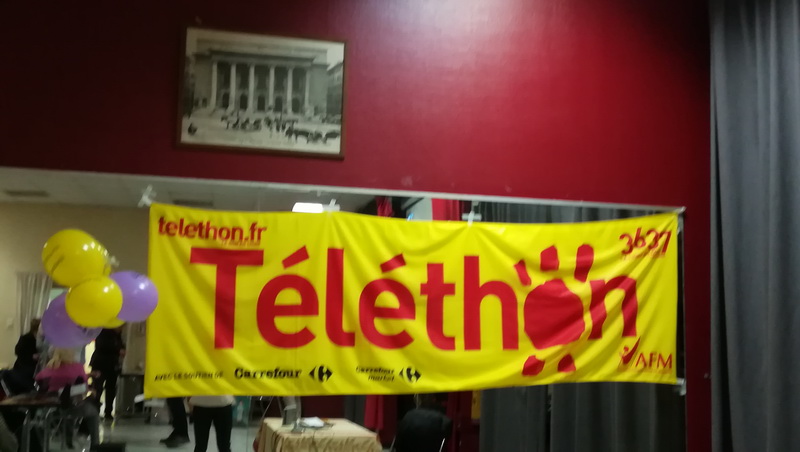 telethon.fr
3637
Téléthon
AFM
AVEC LE SOUTIEN DE Carrefour Carrefour market